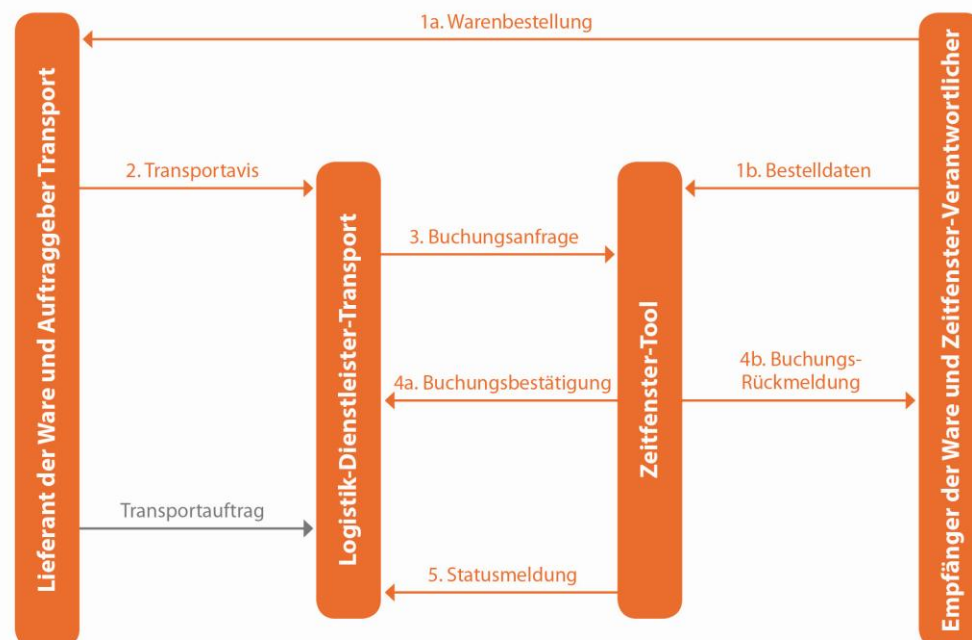 1a. Warenbestellung
Lieferant der Ware und Auftraggeber Transport
Empfänger der Ware und Zeitfenster-Verantwortlicher
2. Transportavis
1b. Bestelldaten
Logistik-Dienstleister-Transport
Zeitfenster-Tool
3. Buchungsanfrage
4a. Buchungsbestätigung
4b. Buchungs-
Rückmeldung
Transportauftrag
5. Statusmeldung